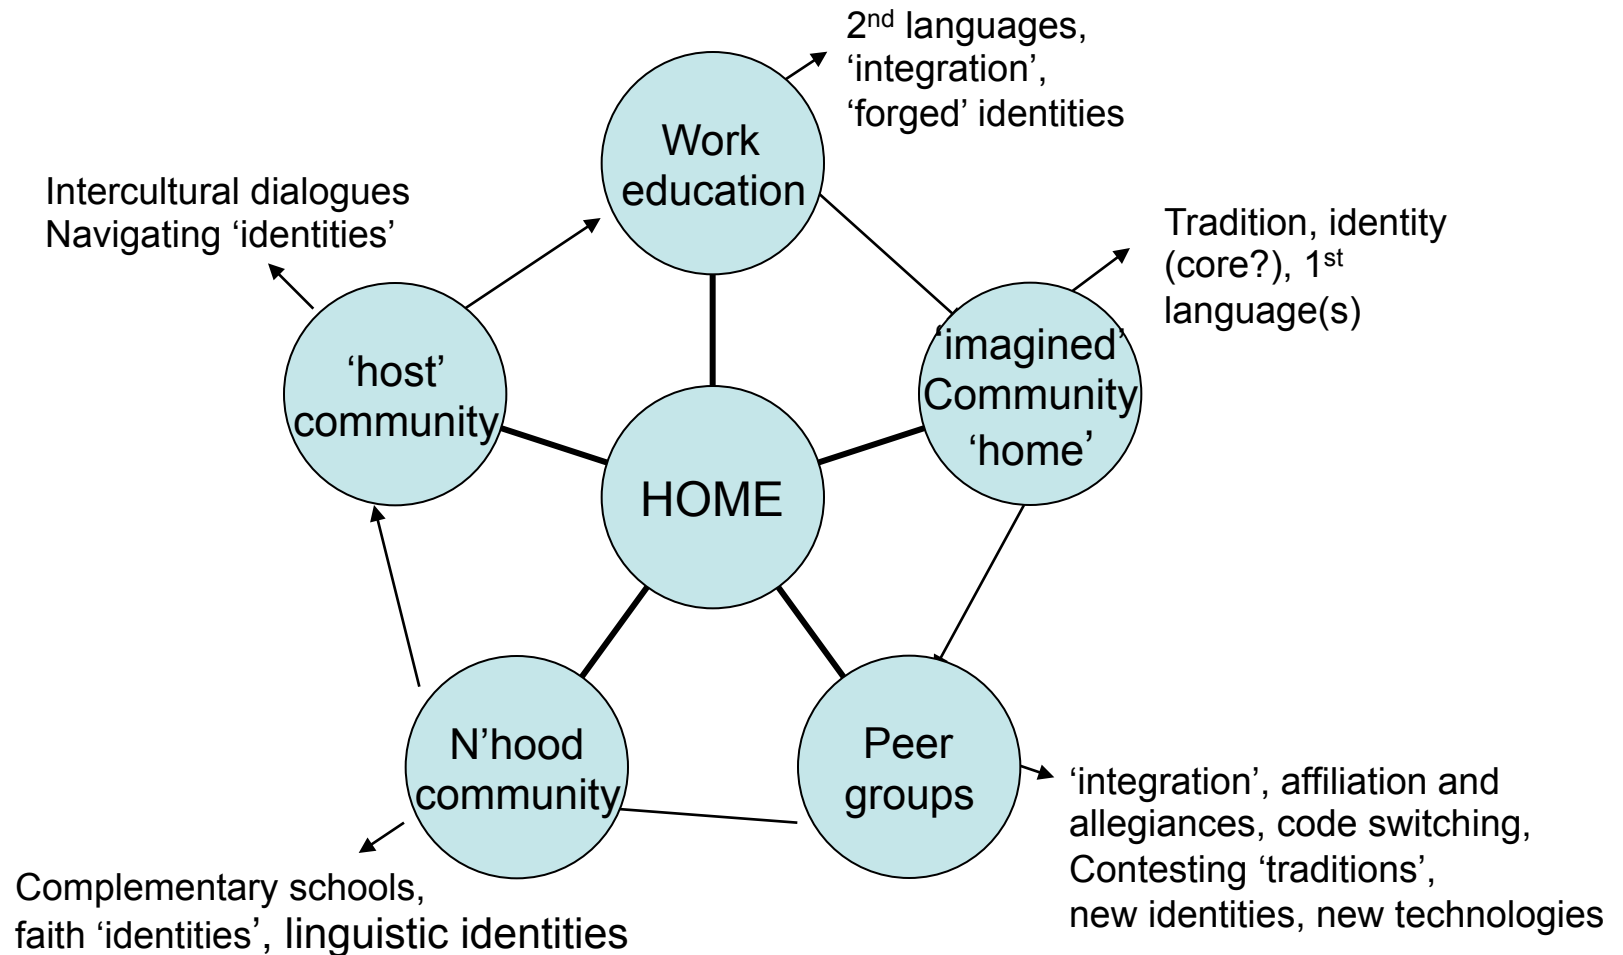 2nd languages,
‘integration’,
‘forged’ identities
Work
education
Intercultural dialogues
Navigating ‘identities’
Tradition, identity
(core?), 1st
language(s)
‘host’
community
‘imagined’
Community
‘home’
HOME
N’hood
community
Peer
groups
‘integration’, affiliation and
allegiances, code switching,
Contesting ‘traditions’,
new identities, new technologies
Complementary schools,
faith ‘identities’, linguistic identities